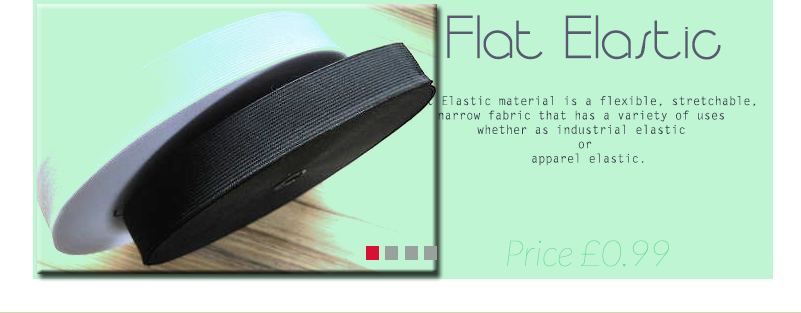 Flat Elastic
Elastic material is a flexible, stretchable,
narrow fabric that has a variety of uses
whether as industrial elastic
or
apparel elastic.
Price £0.99